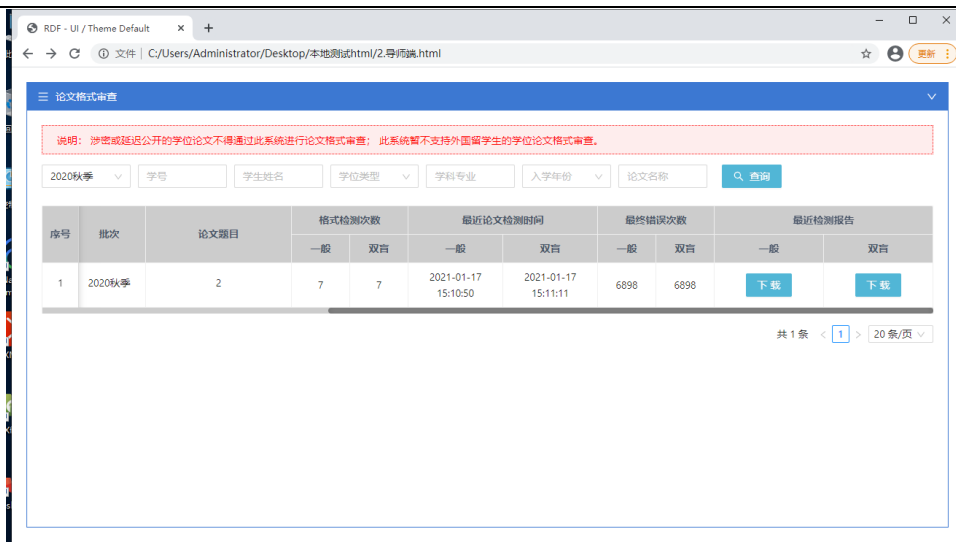 RDF - UI / Theme Default
文件 | C:/Users/Administrator/Desktop/本地测试html/2.导师端.html
更新
论文格式审查
说明： 涉密或延迟公开的学位论文不得通过此系统进行论文格式审查； 此系统暂不支持外国留学生的学位论文格式审查。
2020秋季 学号 学生姓名 学位类型 学科专业 入学年份 论文名称 查询
序号 批次 论文题目 格式检测次数 最近论文检测时间 最终错误次数 最近检测报告
一般 双盲 一般 双盲 一般 双盲 一般 双盲
1 2020秋季 2 7 7 2021-01-17 15:10:50 2021-01-17 15:11:11 6898 6898 下载 下载
共 1 条 < 1 > 20 条/页